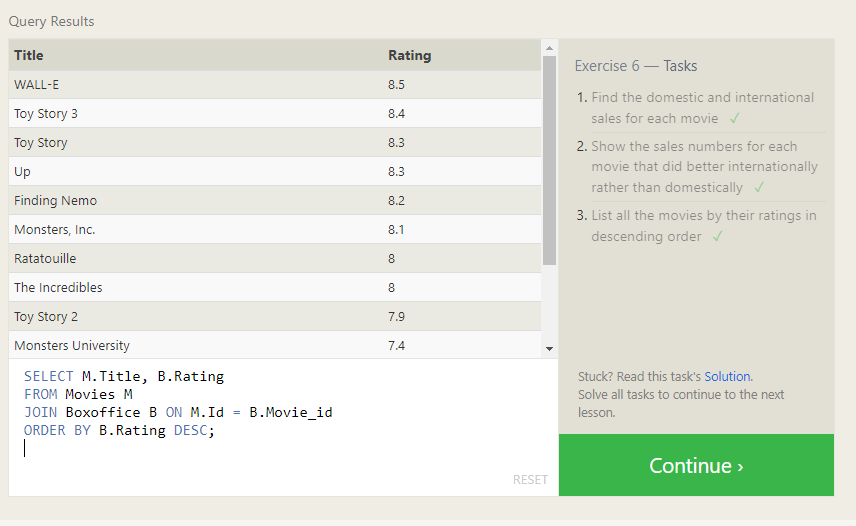 Query Results
Title Rating
WALL-E 8.5
Toy Story 3 8.4
Toy Story 8.3
Up 8.3
Finding Nemo 8.2
Monsters, Inc. 8.1
Ratatouille 8
The Incredibles 8
Toy Story 2 7.9
Monsters University 7.4
SELECT M.Title, B.Rating
FROM Movies M
JOIN Boxoffice B ON M.Id = B.Movie_id
ORDER BY B.Rating DESC;
RESET
Exercise 6 — Tasks
1. Find the domestic and international
sales for each movie ✓
2. Show the sales numbers for each
movie that did better internationally
rather than domestically ✓
3. List all the movies by their ratings in
descending order ✓
Stuck? Read this task's Solution.
Solve all tasks to continue to the next
lesson.
Continue ›